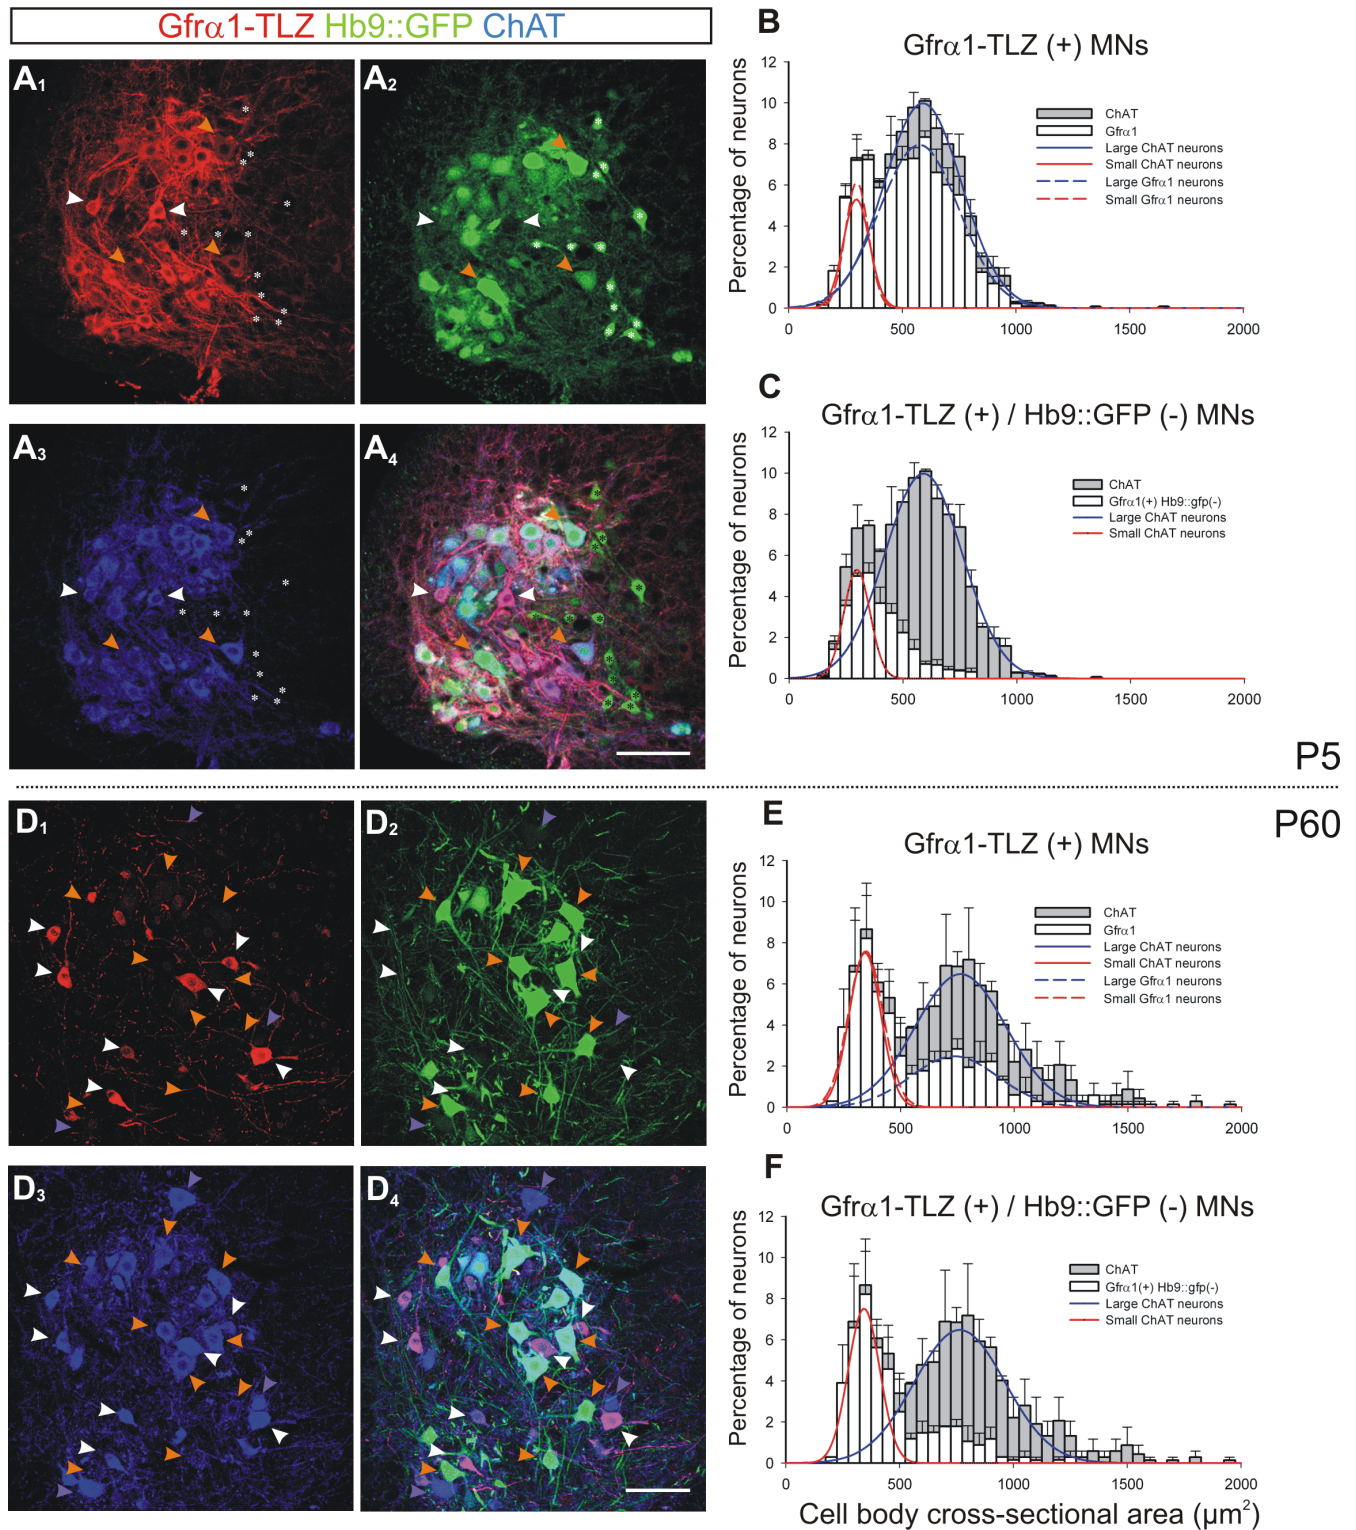 Gfrα1-TLZ Hb9::GFP ChAT
A1
A2
A3
A4
B
Gfrα1-TLZ (+) MNs
Percentage of neurons
12
10
8
6
4
2
0
ChAT
Gfrα1
Large ChAT neurons
Small ChAT neurons
Large Gfrα1 neurons
Small Gfrα1 neurons
0 500 1000 1500 2000
C
Gfrα1-TLZ (+) / Hb9::GFP (-) MNs
Percentage of neurons
12
10
8
6
4
2
0
ChAT
Gfrα1(+) Hb9::gfp(-)
Large ChAT neurons
Small ChAT neurons
0 500 1000 1500 2000
P5
P60
D1
D2
D3
D4
E
Gfrα1-TLZ (+) MNs
Percentage of neurons
12
10
8
6
4
2
0
ChAT
Gfrα1
Large ChAT neurons
Small ChAT neurons
Large Gfrα1 neurons
Small Gfrα1 neurons
0 500 1000 1500 2000
F
Gfrα1-TLZ (+) / Hb9::GFP (-) MNs
Percentage of neurons
12
10
8
6
4
2
0
ChAT
Gfrα1(+) Hb9::gfp(-)
Large ChAT neurons
Small ChAT neurons
0 500 1000 1500 2000
Cell body cross-sectional area (µm²)